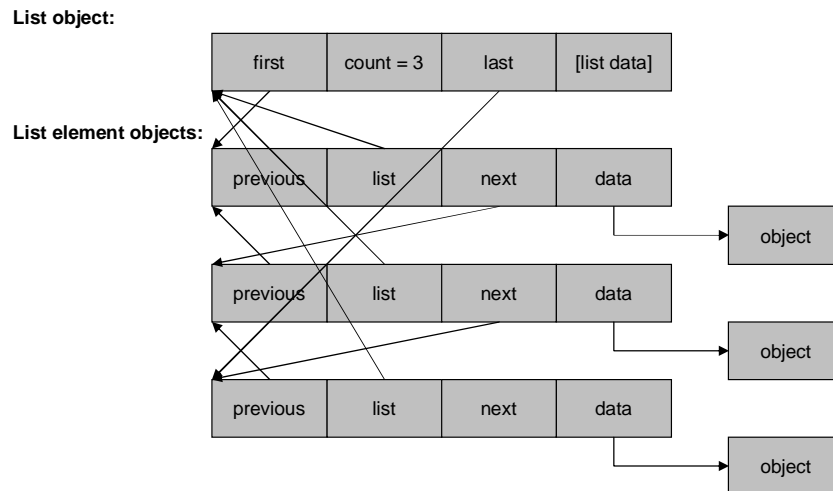 List object:
first count = 3 last [list data]
List element objects:
previous list next data
object
previous list next data
object
previous list next data
object